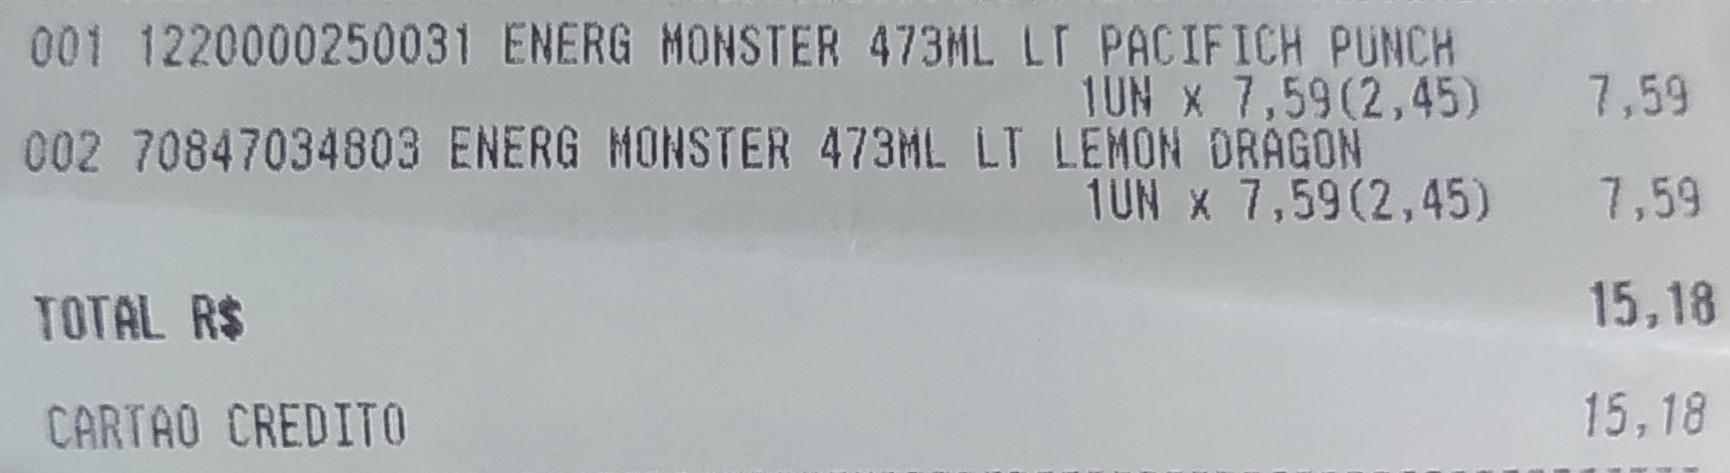 001 1220000250031 ENERG MONSTER 473ML LT PACIFICH PUNCH
1UN x 7,59(2,45) 7,59
002 70847034803 ENERG MONSTER 473ML LT LEMON DRAGON
1UN x 7,59(2,45) 7,59
TOTAL R$ 15,18
CARTAO CREDITO 15,18